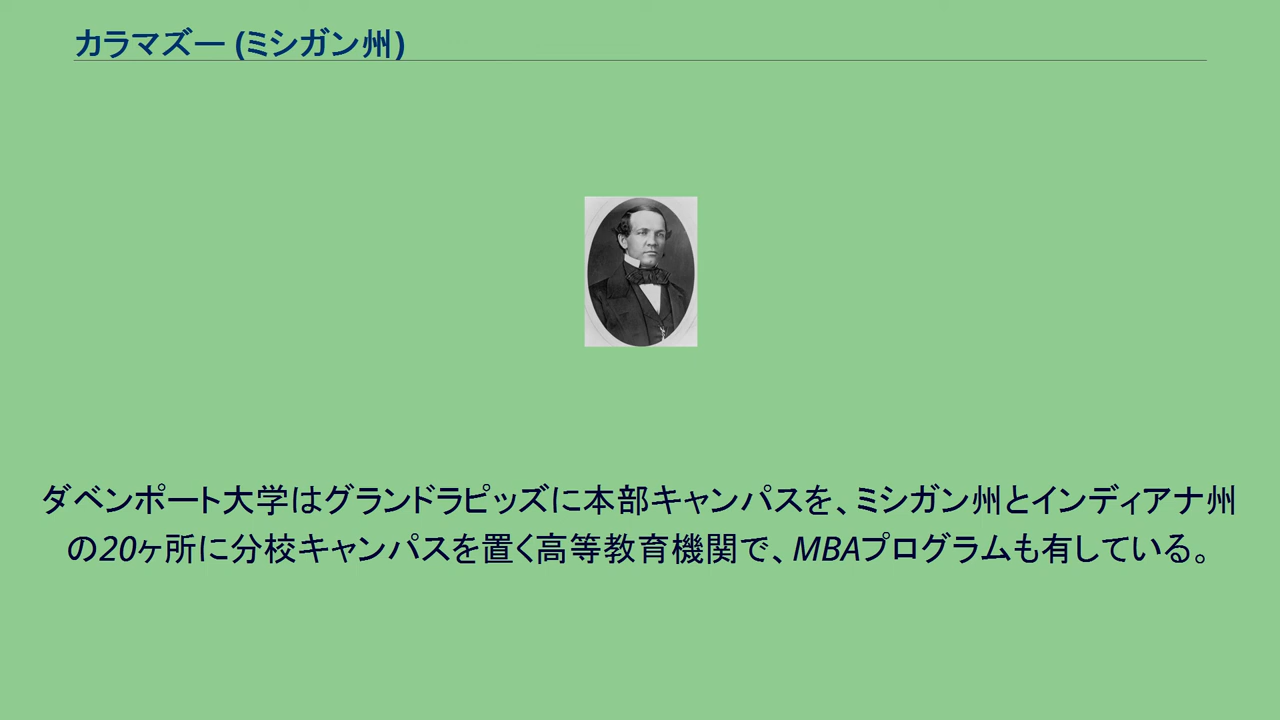 カラマズー (ミシガン州)
ダベンポート大学はグランドラピッズに本部キャンパスを、ミシガン州とインディアナ州
の20ヶ所に分校キャンパスを置く高等教育機関で、MBAプログラムも有している。